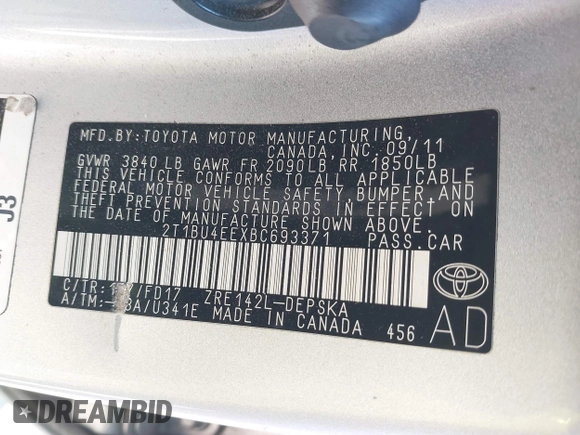 MFD. BY: TOYOTA MOTOR MANUFACTURING,
CANADA, INC. 09/11
GVWR 3840 LB GAWR FR 2090LB RR 1850LB
THIS VEHICLE CONFORMS TO ALL APPLICABLE
FEDERAL MOTOR VEHICLE SAFETY, BUMPER, AND
THEFT PREVENTION STANDARDS IN EFFECT ON
THE DATE OF MANUFACTURE SHOWN ABOVE.
2T1BU4EEXBC693371 PASS.CAR
C/TR: /FD17 ZRE142L-DEPSKA
A/TM: A/U341E MADE IN CANADA 456
AD
J3
DREAMBID